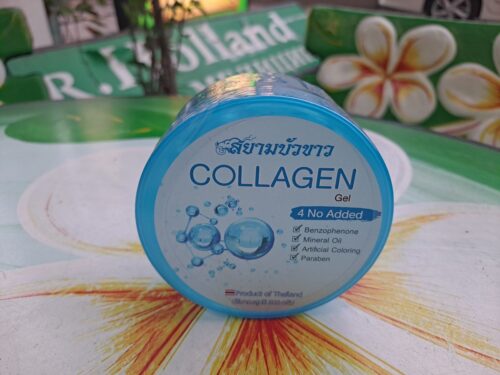 R.J. Holland
สยามบัวขาว
COLLAGEN
Gel
4 No Added
Benzophenone
Mineral Oil
Artificial Coloring
Paraben
Product of Thailand